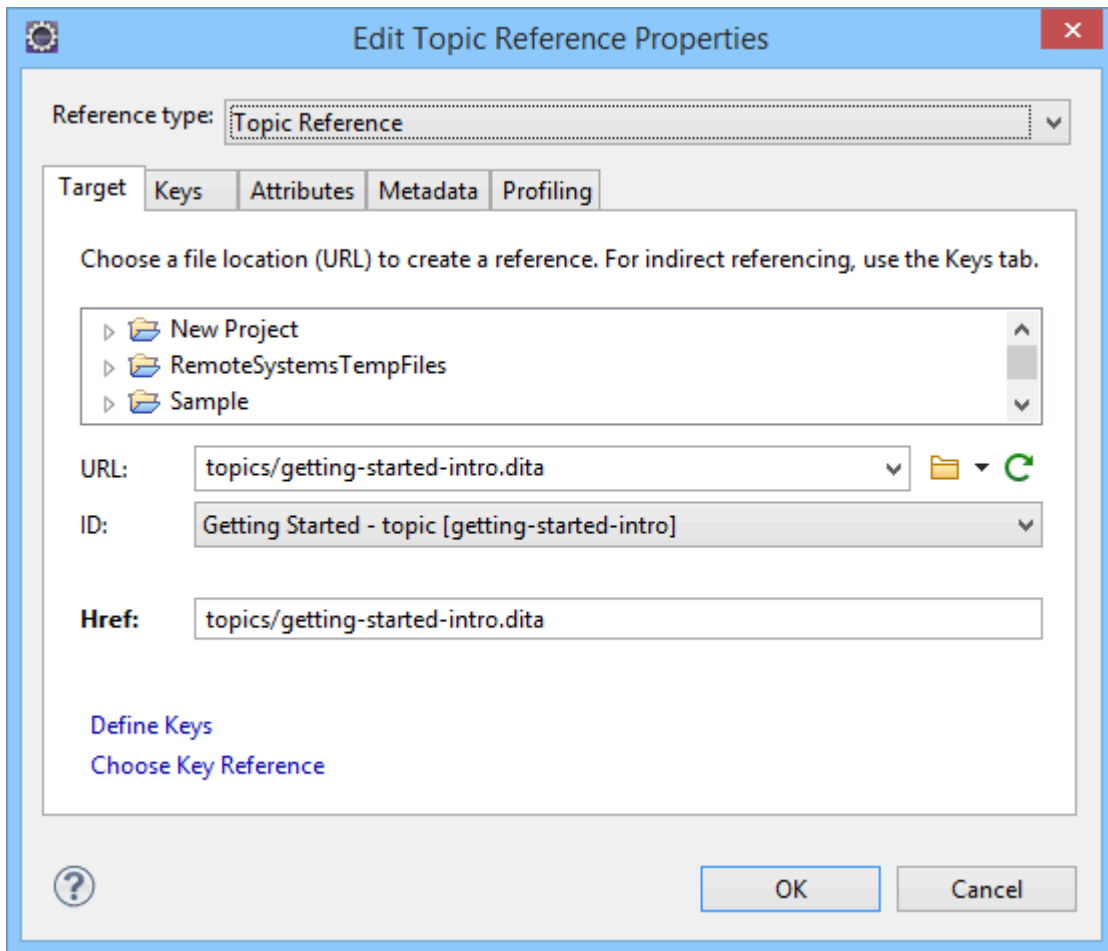 Edit Topic Reference Properties
Reference type: Topic Reference
Target Keys Attributes Metadata Profiling
Choose a file location (URL) to create a reference. For indirect referencing, use the Keys tab.
New Project
RemoteSystemsTempFiles
Sample
URL: topics/getting-started-intro.dita
ID: Getting Started - topic [getting-started-intro]
Href: topics/getting-started-intro.dita
Define Keys
Choose Key Reference
? OK Cancel